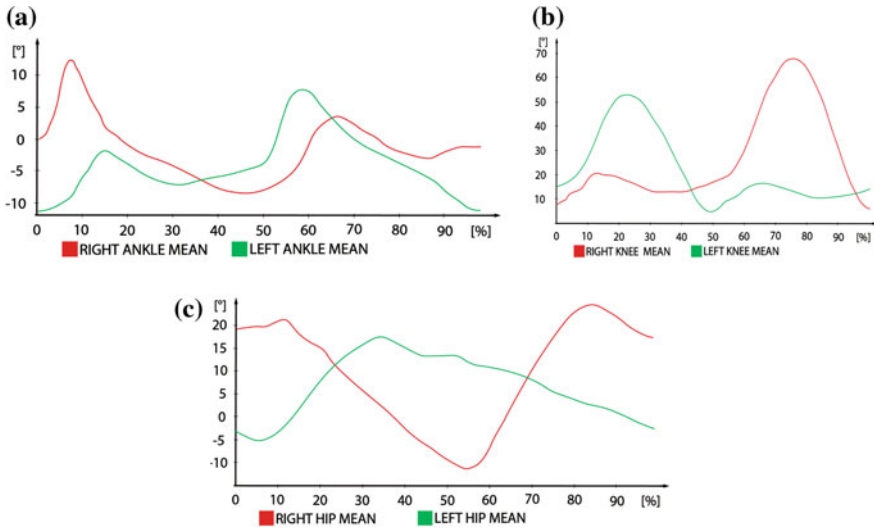 (a)
[°]
10
5
0
-5
-10
0 10 20 30 40 50 60 70 80 90 [%]
RIGHT ANKLE MEAN LEFT ANKLE MEAN
(b)
[°]
70
60
50
40
30
20
10
0 10 20 30 40 50 60 70 80 90 [%]
RIGHT KNEE MEAN LEFT KNEE MEAN
(c)
[°]
20
15
10
5
0
-5
-10
0 10 20 30 40 50 60 70 80 90 [%]
RIGHT HIP MEAN LEFT HIP MEAN